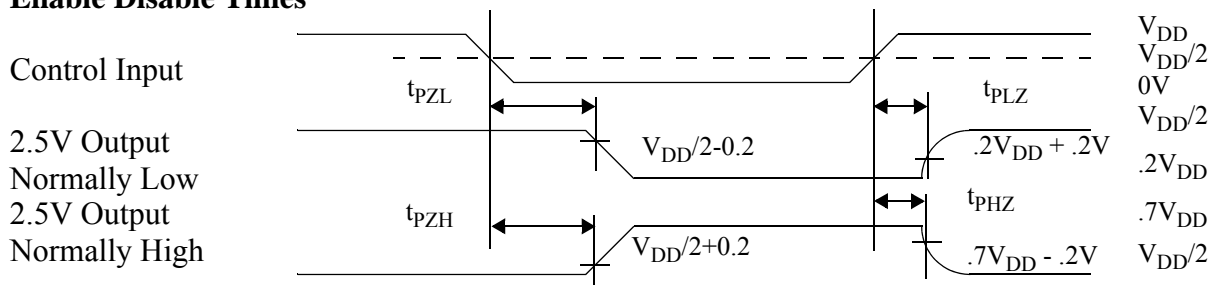 Enable Disable Times
V_DD
V_DD/2
Control Input
0V
t_PZL
t_PLZ
V_DD/2
2.5V Output
V_DD/2-0.2
.2V_DD + .2V
.2V_DD
Normally Low
2.5V Output
t_PZH
t_PHZ
.7V_DD
Normally High
V_DD/2+0.2
.7V_DD - .2V
V_DD/2